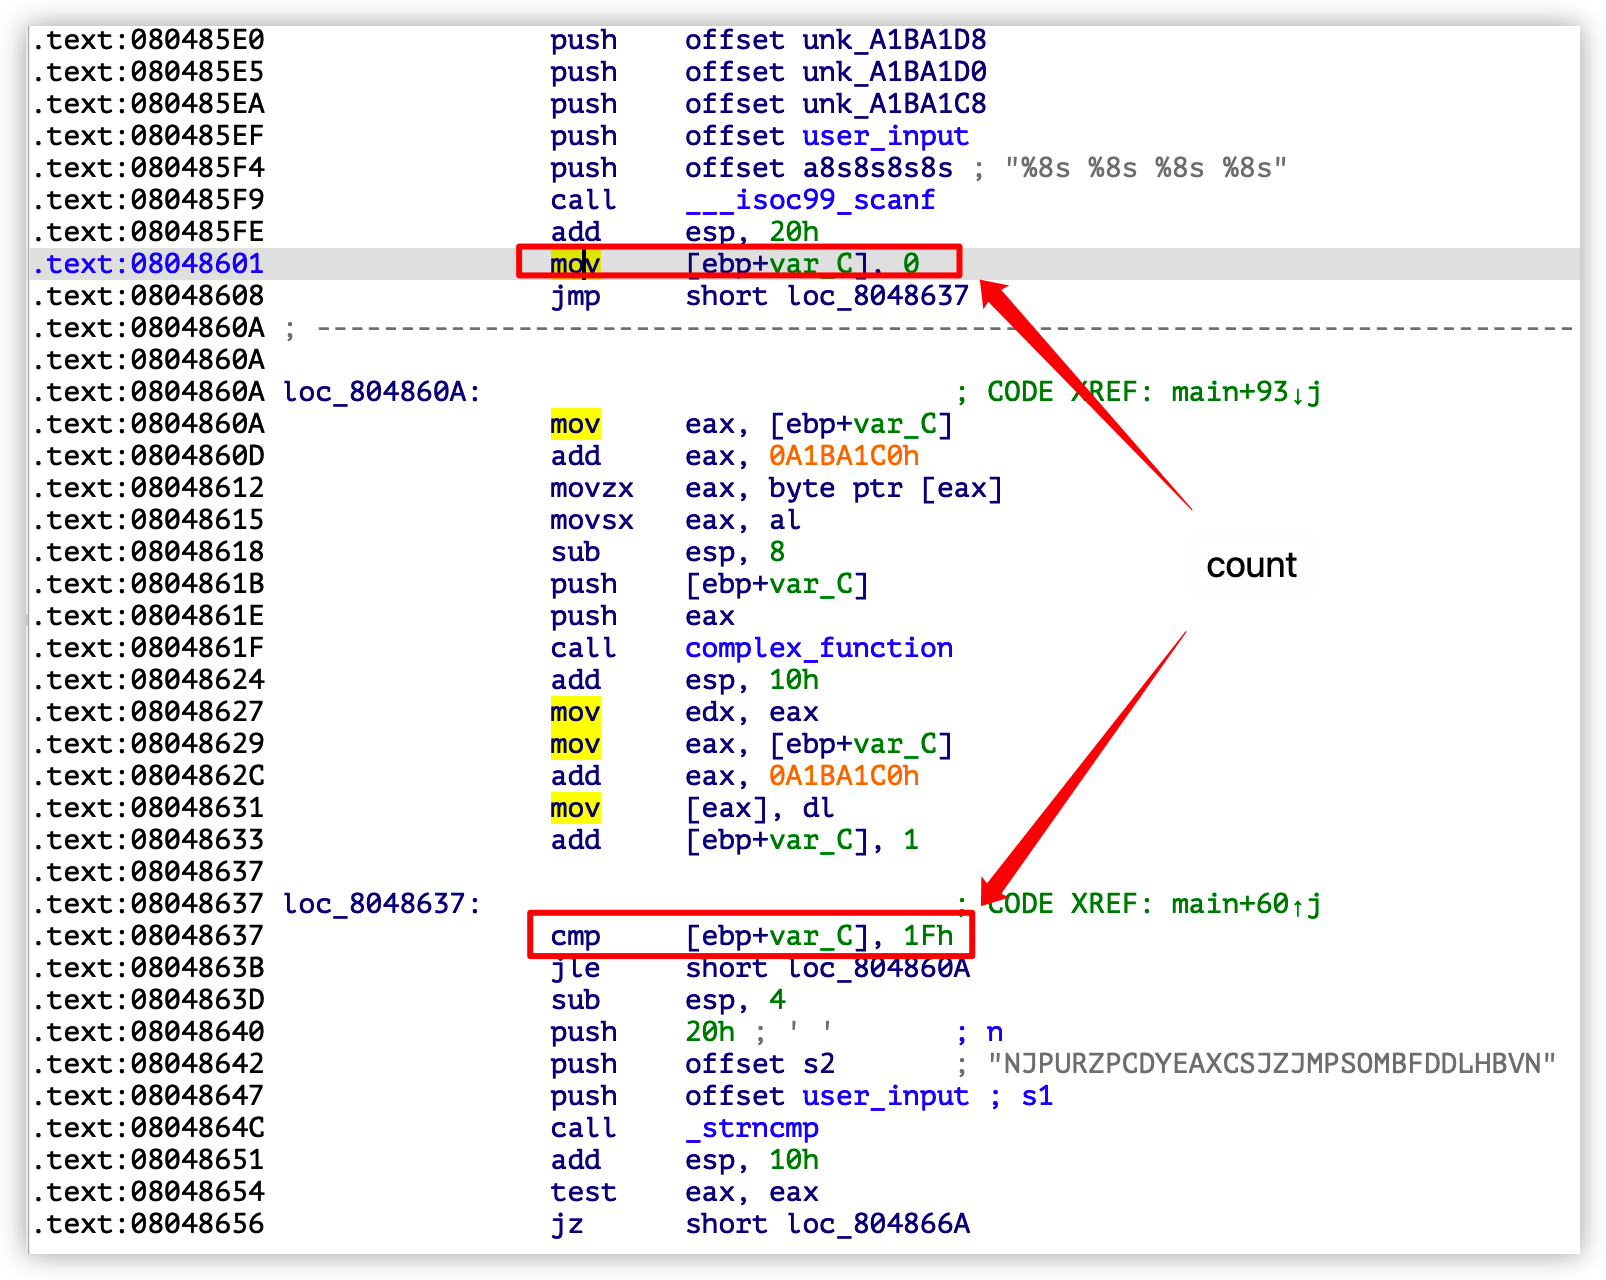 .text:080485E0 push offset unk_A1BA1D8
.text:080485E5 push offset unk_A1BA1D0
.text:080485EA push offset unk_A1BA1C8
.text:080485EF push offset user_input
.text:080485F4 push offset a8s8s8s8s ; "%8s %8s %8s %8s"
.text:080485F9 call ___isoc99_scanf
.text:080485FE add esp, 20h
.text:08048601 mov [ebp+var_C], 0
.text:08048608 jmp short loc_8048637
.text:0804860A ; ---------------------------------------------------------------------------
.text:0804860A
.text:0804860A loc_804860A: ; CODE XREF: main+93↓j
.text:0804860A mov eax, [ebp+var_C]
.text:0804860D add eax, 0A1BA1C0h
.text:08048612 movzx eax, byte ptr [eax]
.text:08048615 movsx eax, al
.text:08048618 sub esp, 8
count
.text:0804861B push [ebp+var_C]
.text:0804861E push eax
.text:0804861F call complex_function
.text:08048624 add esp, 10h
.text:08048627 mov edx, eax
.text:08048629 mov eax, [ebp+var_C]
.text:0804862C add eax, 0A1BA1C0h
.text:08048631 mov [eax], dl
.text:08048633 add [ebp+var_C], 1
.text:08048637
.text:08048637 loc_8048637: ; CODE XREF: main+60↑j
.text:08048637 cmp [ebp+var_C], 1Fh
.text:0804863B jle short loc_804860A
.text:0804863D sub esp, 4
.text:08048640 push 20h ; ' ' ; n
.text:08048642 push offset s2 ; "NJPURZPCDYEAXCSJZJMPSOMBFDDLHBVN"
.text:08048647 push offset user_input ; s1
.text:0804864C call _strncmp
.text:08048651 add esp, 10h
.text:08048654 test eax, eax
.text:08048656 jz short loc_804866A